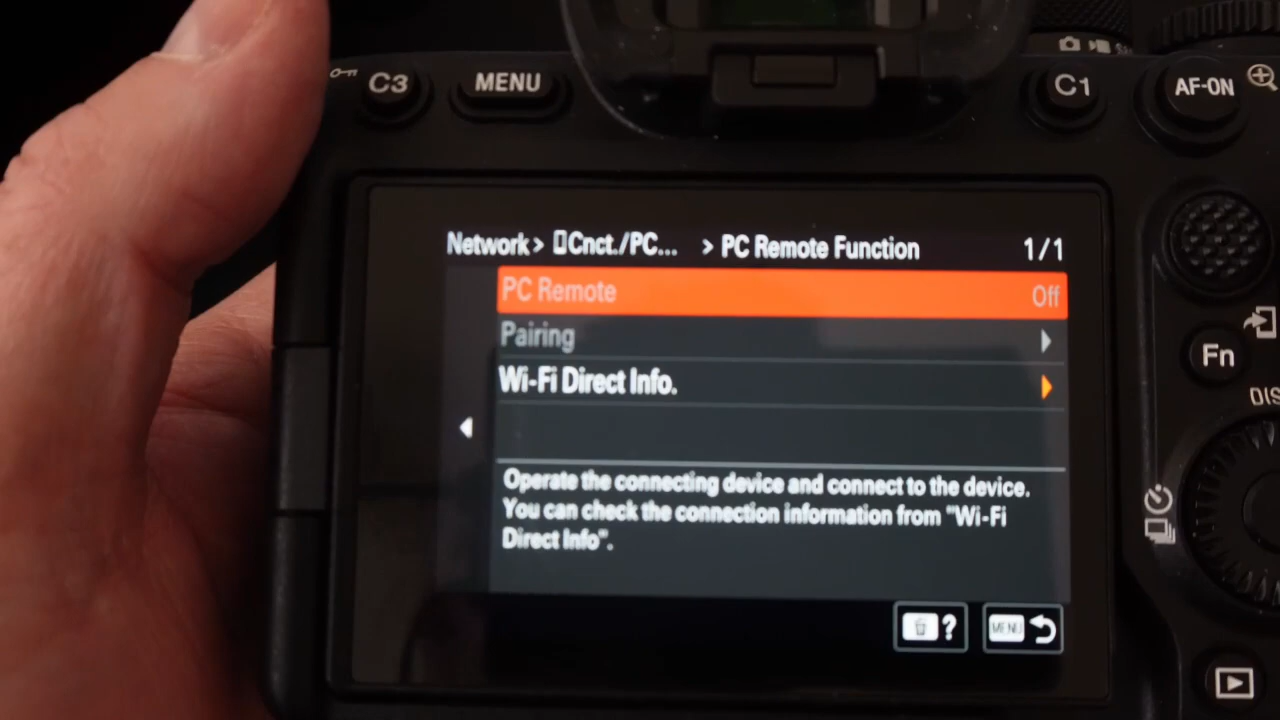 C3
MENU
C1
AF-ON
Network > Cnct./PC... > PC Remote Function 1/1
PC Remote Off
Pairing
Wi-Fi Direct Info.
Operate the connecting device and connect to the device.
You can check the connection information from "Wi-Fi
Direct Info".
? MENU
Fn